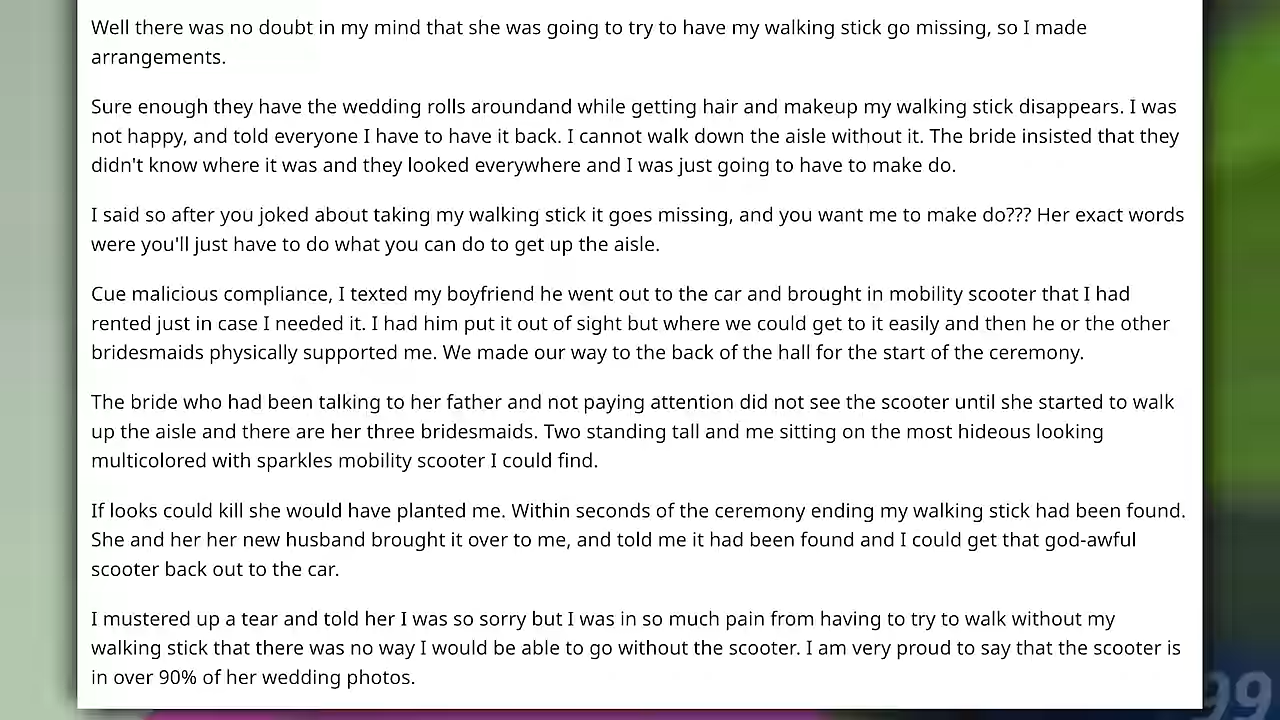 Well there was no doubt in my mind that she was going to try to have my walking stick go missing, so I made
arrangements.
Sure enough they have the wedding rolls aroundand while getting hair and makeup my walking stick disappears. I was
not happy, and told everyone I have to have it back. I cannot walk down the aisle without it. The bride insisted that they
didn't know where it was and they looked everywhere and I was just going to have to make do.
I said so after you joked about taking my walking stick it goes missing, and you want me to make do??? Her exact words
were you'll just have to do what you can do to get up the aisle.
Cue malicious compliance, I texted my boyfriend he went out to the car and brought in mobility scooter that I had
rented just in case I needed it. I had him put it out of sight but where we could get to it easily and then he or the other
bridesmaids physically supported me. We made our way to the back of the hall for the start of the ceremony.
The bride who had been talking to her father and not paying attention did not see the scooter until she started to walk
up the aisle and there are her three bridesmaids. Two standing tall and me sitting on the most hideous looking
multicolored with sparkles mobility scooter I could find.
If looks could kill she would have planted me. Within seconds of the ceremony ending my walking stick had been found.
She and her her new husband brought it over to me, and told me it had been found and I could get that god-awful
scooter back out to the car.
I mustered up a tear and told her I was so sorry but I was in so much pain from having to try to walk without my
walking stick that there was no way I would be able to go without the scooter. I am very proud to say that the scooter is
in over 90% of her wedding photos.
99